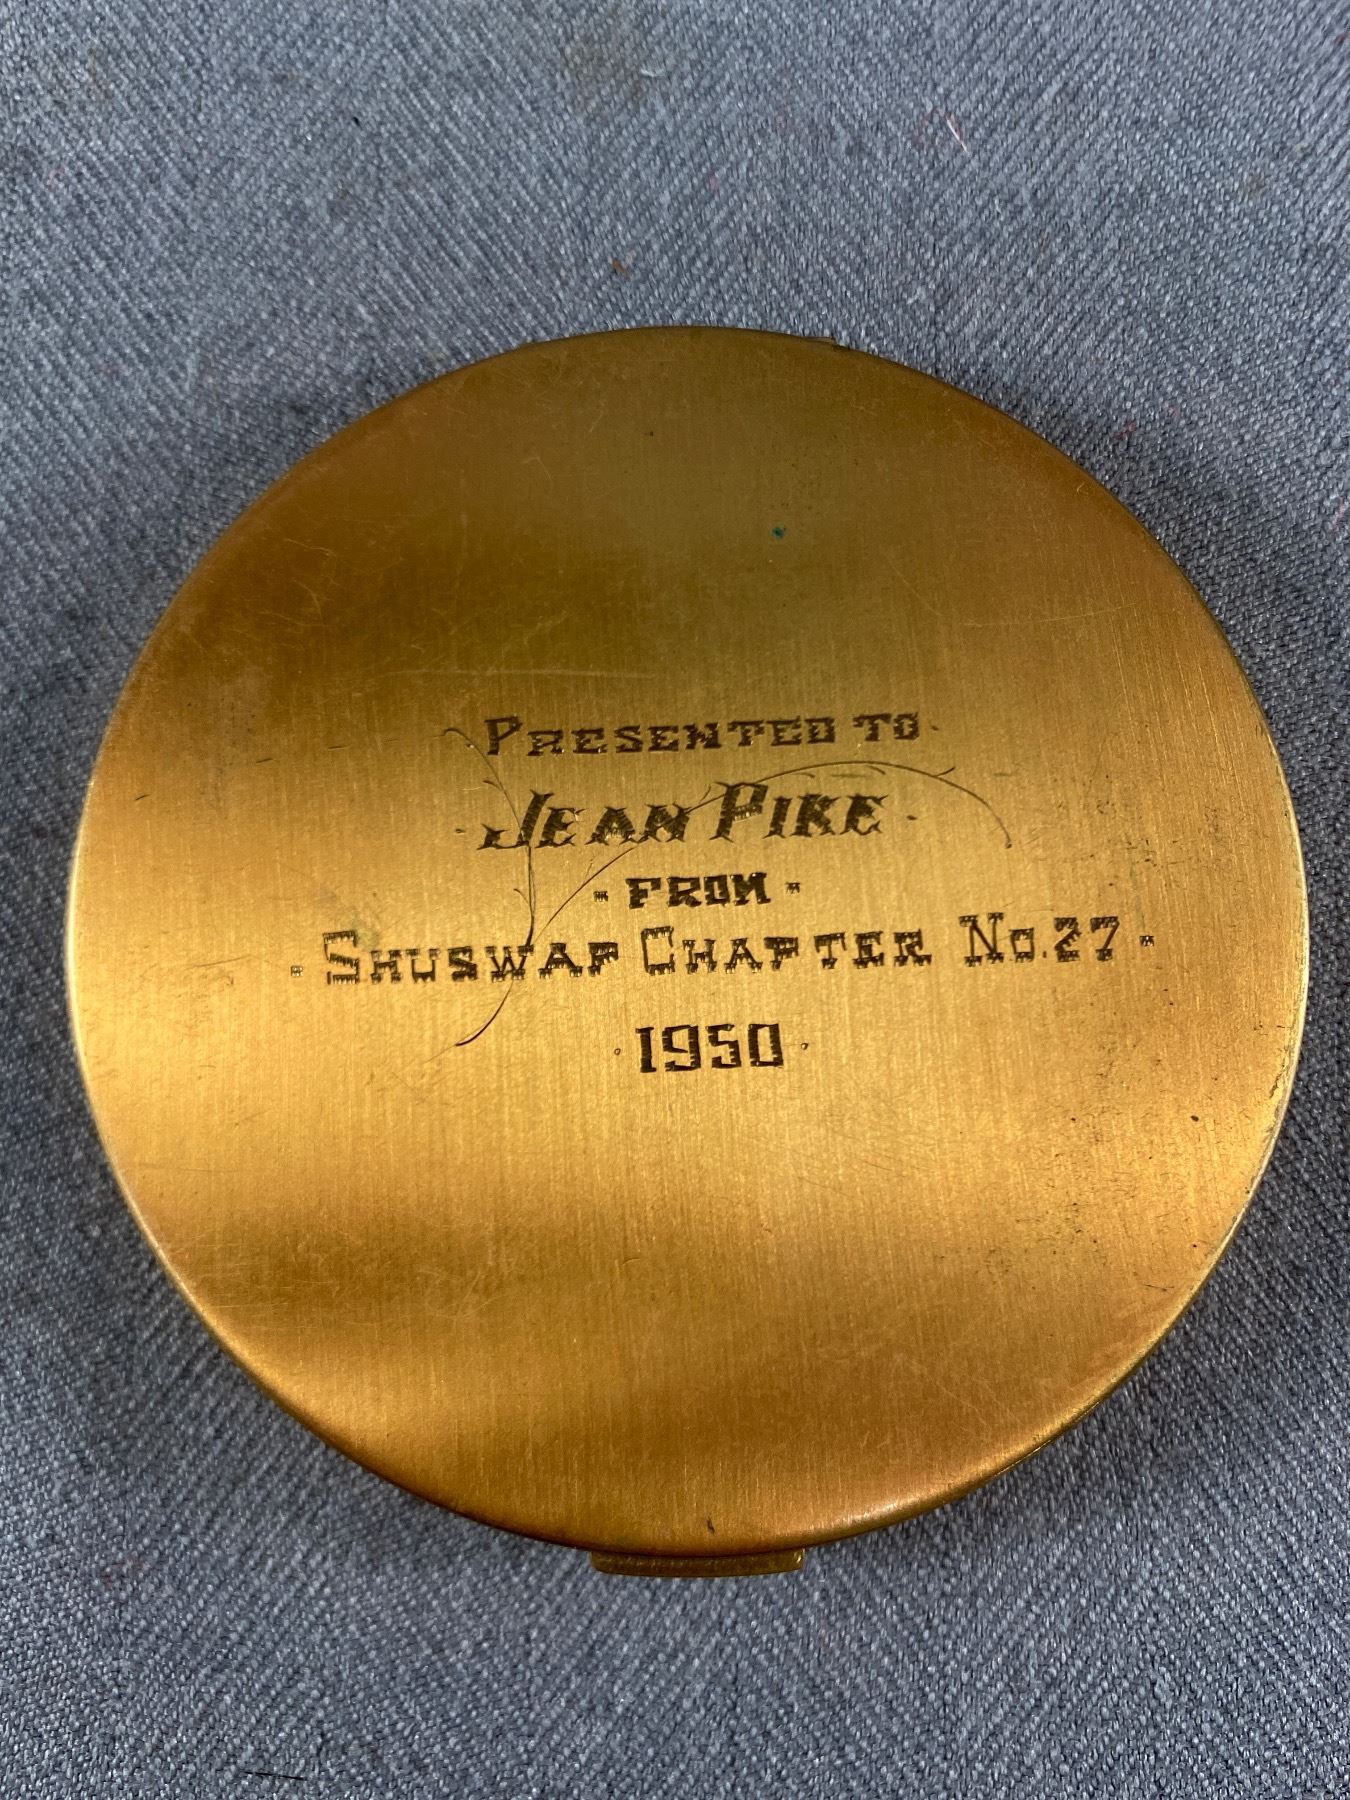 Presented to
Jean Pike
· from ·
· Shuswap Chapter No. 27 ·
· 1950 ·